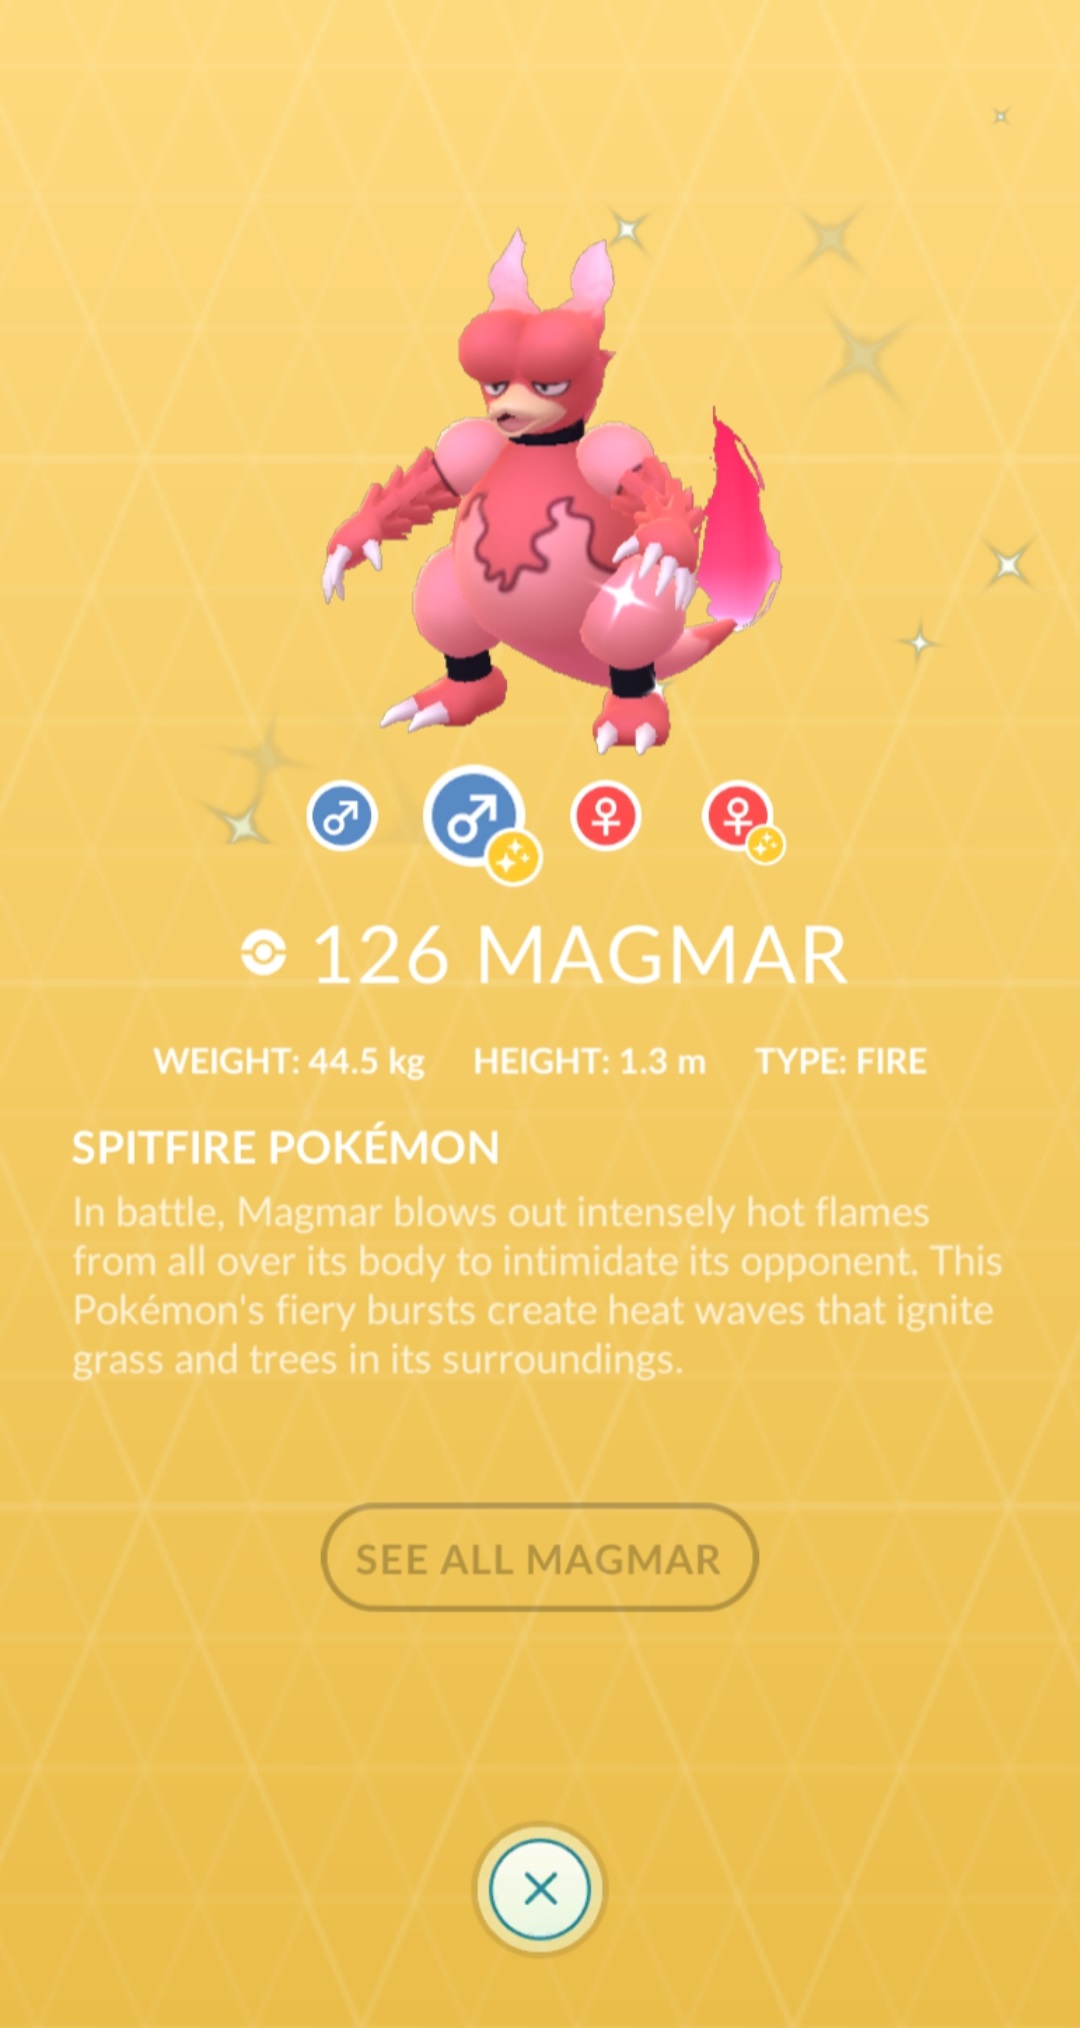 126 MAGMAR
WEIGHT: 44.5 kg HEIGHT: 1.3 m TYPE: FIRE
SPITFIRE POKÉMON
In battle, Magmar blows out intensely hot flames
from all over its body to intimidate its opponent. This
Pokémon's fiery bursts create heat waves that ignite
grass and trees in its surroundings.
SEE ALL MAGMAR